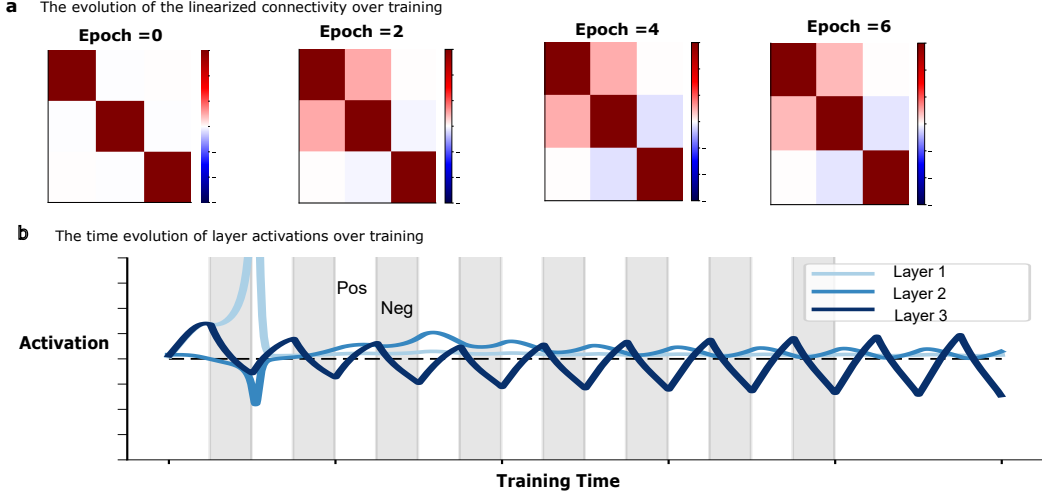 a The evolution of the linearized connectivity over training
Epoch =0
Epoch =2
Epoch =4
Epoch =6
b The time evolution of layer activations over training
Pos
Neg
Layer 1
Layer 2
Layer 3
Activation
Training Time